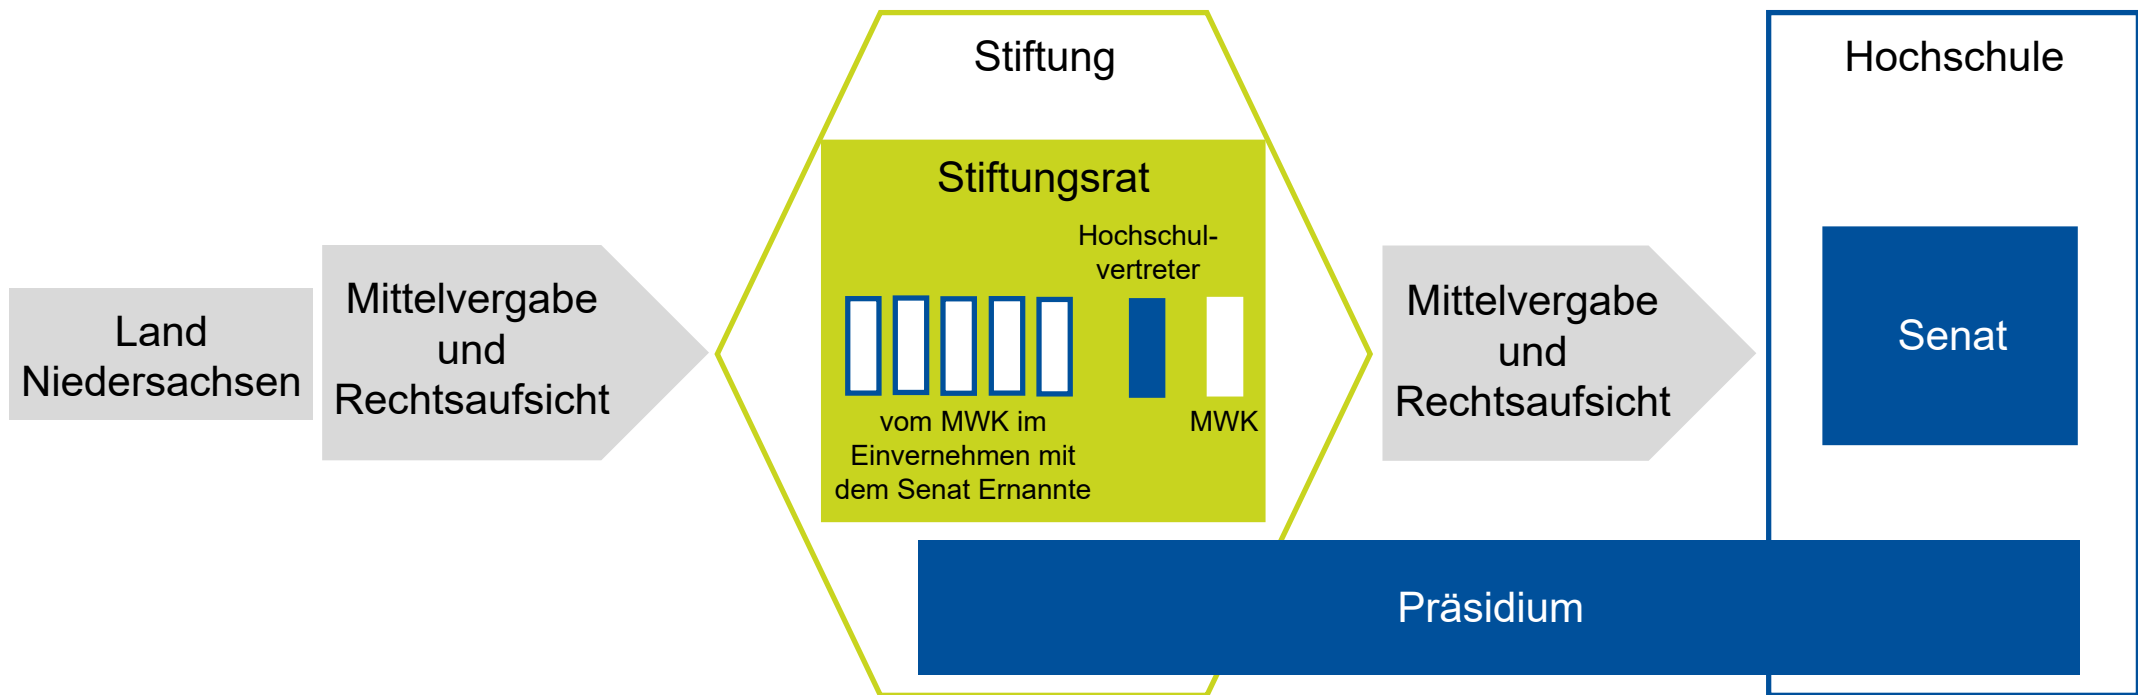 Land
Niedersachsen
Mittelvergabe
und
Rechtsaufsicht
Stiftung
Stiftungsrat
Hochschul-
vertreter
vom MWK im
Einvernehmen mit
dem Senat Ernannte
MWK
Mittelvergabe
und
Rechtsaufsicht
Hochschule
Senat
Präsidium